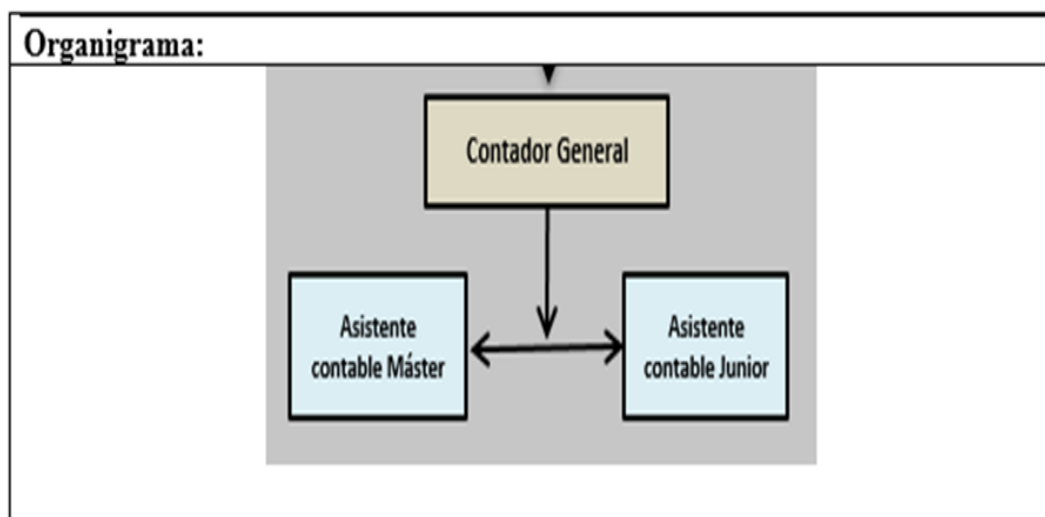 Organigrama:
Contador General
Asistente
contable Máster
Asistente
contable Junior